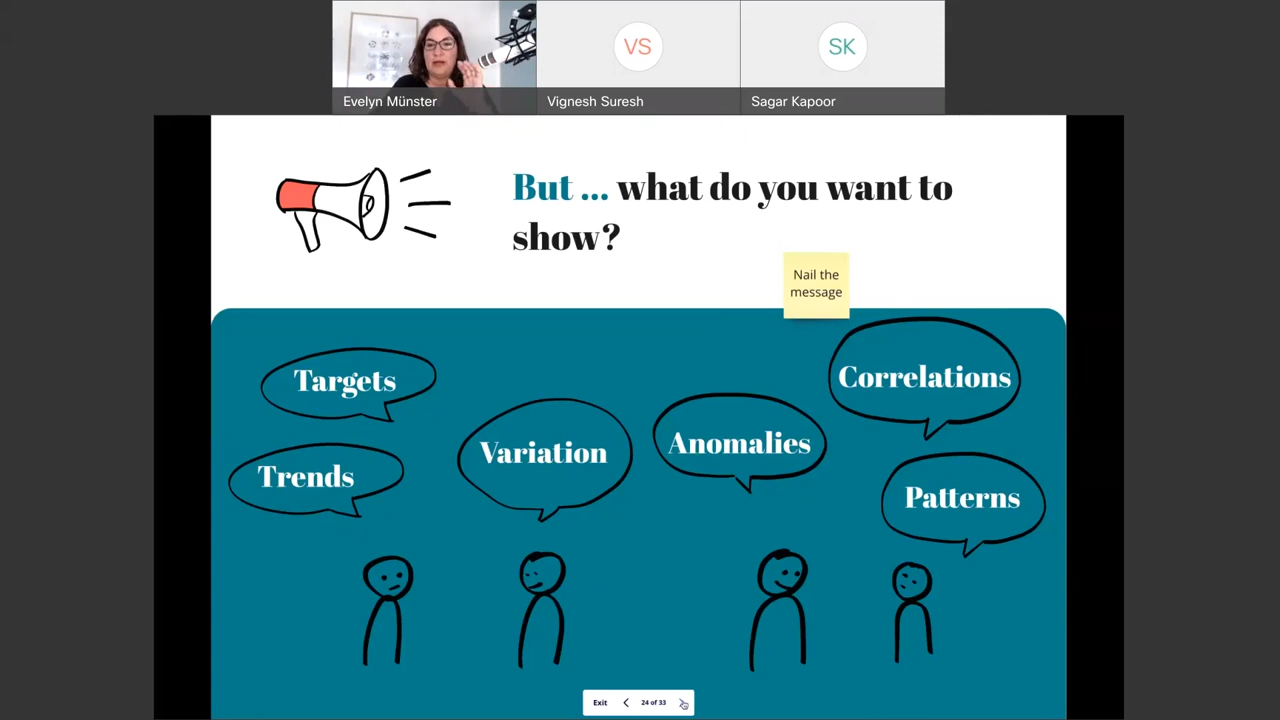 VS
SK
Evelyn Münster
Vignesh Suresh
Sagar Kapoor
But ... what do you want to
show?
Nail the
message
Targets
Trends
Variation
Anomalies
Correlations
Patterns
Exit
24 of 33